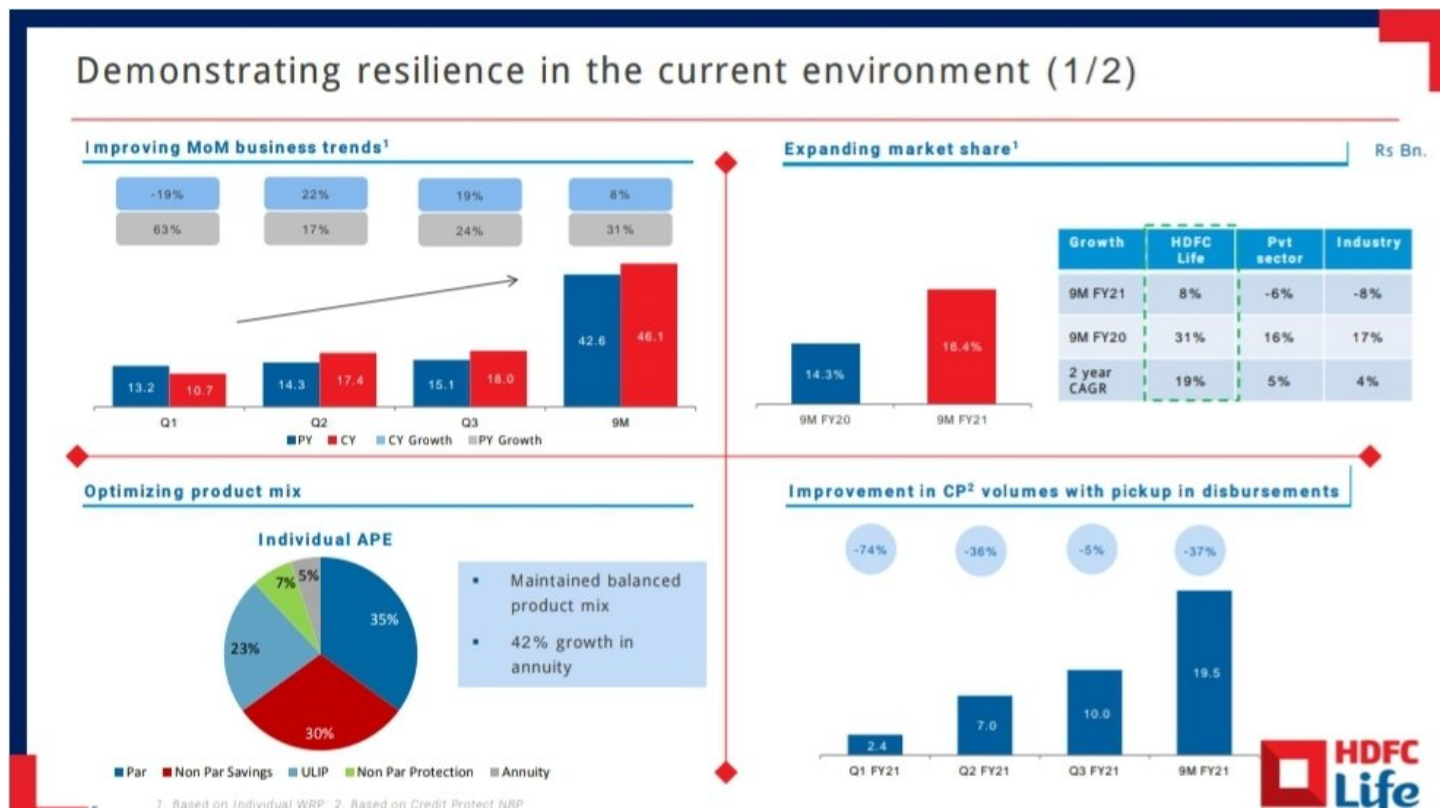 Demonstrating resilience in the current environment (1/2)
Improving MoM business trends¹
-19% 22% 19% 8%
63% 17% 24% 31%
13.2 10.7 14.3 17.4 15.1 18.0 42.6 46.1
Q1 Q2 Q3 9M
PY CY CY Growth PY Growth
Expanding market share¹
Rs Bn.
14.3% 16.4%
9M FY20 9M FY21
Growth HDFC Life Pvt sector Industry
9M FY21 8% -6% -8%
9M FY20 31% 16% 17%
2 year CAGR 19% 5% 4%
Optimizing product mix
Individual APE
35%
30%
23%
7%
5%
Par Non Par Savings ULIP Non Par Protection Annuity
▪ Maintained balanced
product mix
▪ 42% growth in
annuity
Improvement in CP² volumes with pickup in disbursements
-74% -36% -5% -37%
2.4 7.0 10.0 19.5
Q1 FY21 Q2 FY21 Q3 FY21 9M FY21
1. Based on Individual WRP 2. Based on Credit Protect NBP
HDFC
Life